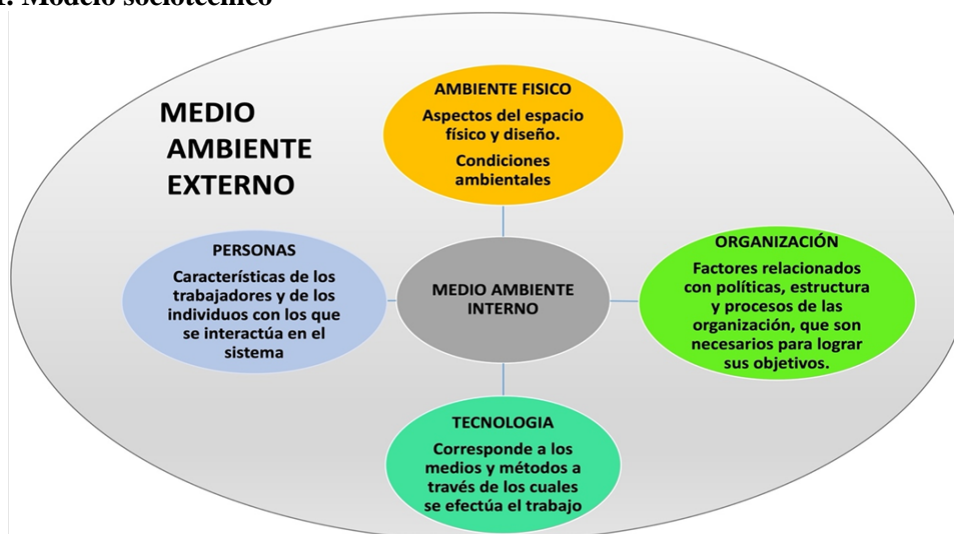 1. Modelo sociotécnico
MEDIO
AMBIENTE
EXTERNO
AMBIENTE FISICO
Aspectos del espacio
físico y diseño.
Condiciones
ambientales
PERSONAS
Características de los
trabajadores y de los
individuos con los que
se interactúa en el
sistema
MEDIO AMBIENTE
INTERNO
ORGANIZACIÓN
Factores relacionados
con políticas, estructura
y procesos de las
organización, que son
necesarios para lograr
sus objetivos.
TECNOLOGIA
Corresponde a los
medios y métodos a
través de los cuales
se efectúa el trabajo